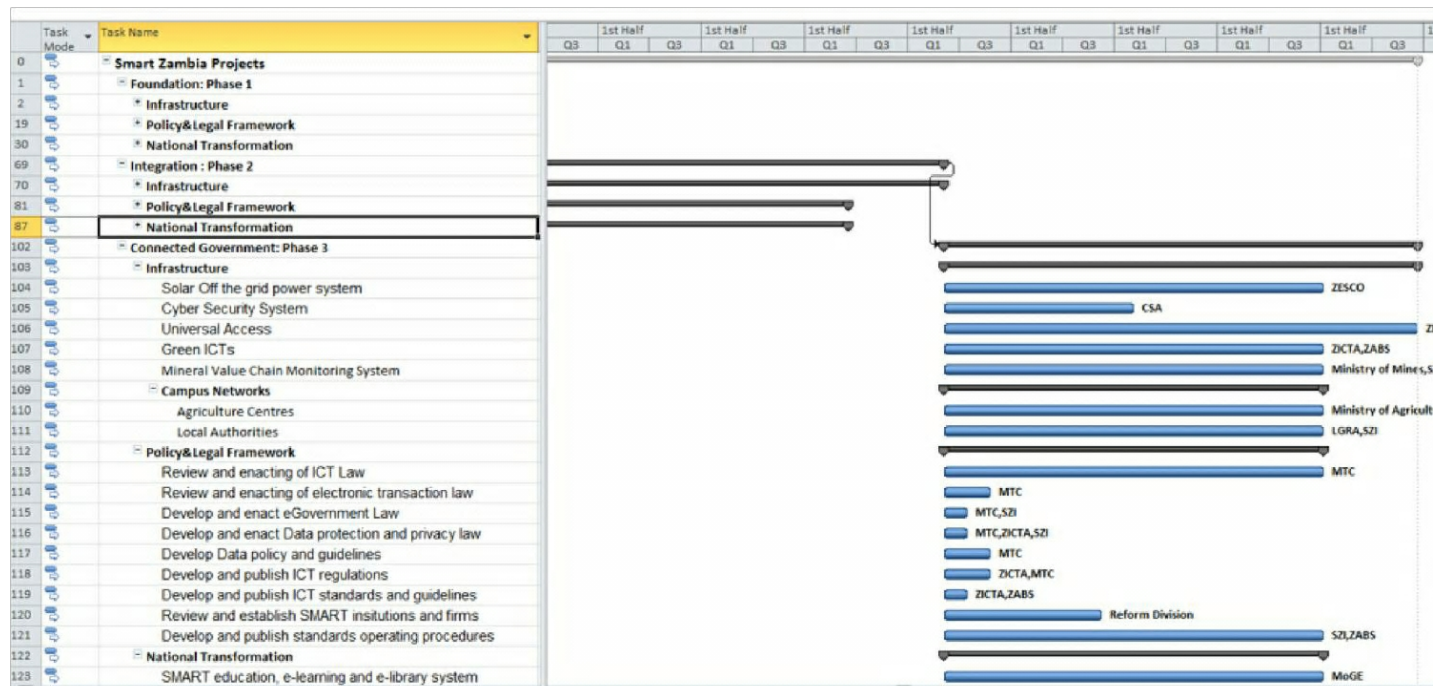 Task Mode Task Name 1st Half 1st Half 1st Half 1st Half 1st Half 1st Half 1st Half 1st Half 1
Q3 Q1 Q3 Q1 Q3 Q1 Q3 Q1 Q3 Q1 Q3 Q1 Q3 Q1 Q3 Q1 Q3
0 Smart Zambia Projects
1 Foundation: Phase 1
2 Infrastructure
19 Policy&Legal Framework
30 National Transformation
69 Integration : Phase 2
70 Infrastructure
81 Policy&Legal Framework
87 National Transformation
102 Connected Government: Phase 3
103 Infrastructure
104 Solar Off the grid power system ZESCO
105 Cyber Security System CSA
106 Universal Access ZI
107 Green ICTs ZICTA,ZABS
108 Mineral Value Chain Monitoring System Ministry of Mines,S
109 Campus Networks
110 Agriculture Centres Ministry of Agricult
111 Local Authorities LGRA,SZI
112 Policy&Legal Framework
113 Review and enacting of ICT Law MTC
114 Review and enacting of electronic transaction law MTC
115 Develop and enact eGovernment Law MTC,SZI
116 Develop and enact Data protection and privacy law MTC,ZICTA,SZI
117 Develop Data policy and guidelines MTC
118 Develop and publish ICT regulations ZICTA,MTC
119 Develop and publish ICT standards and guidelines ZICTA,ZABS
120 Review and establish SMART insitutions and firms Reform Division
121 Develop and publish standards operating procedures SZI,ZABS
122 National Transformation
123 SMART education, e-learning and e-library system MoGE